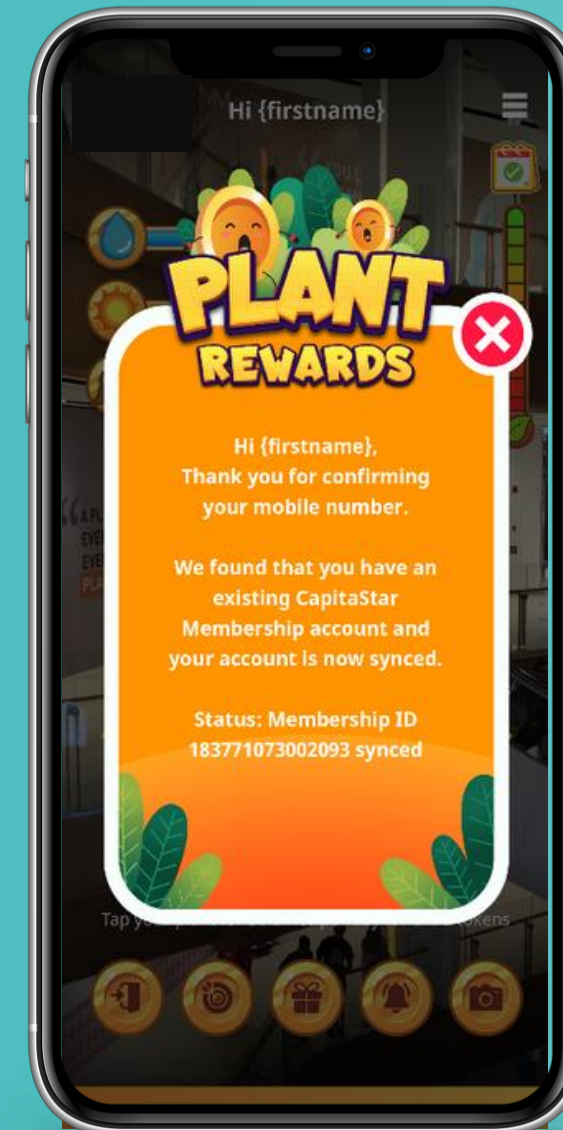 Hi {firstname}
PLANT
REWARDS
Hi {firstname},
Thank you for confirming
your mobile number.
We found that you have an
existing CapitaStar
Membership account and
your account is now synced.
Status: Membership ID
183771073002093 synced
Tap